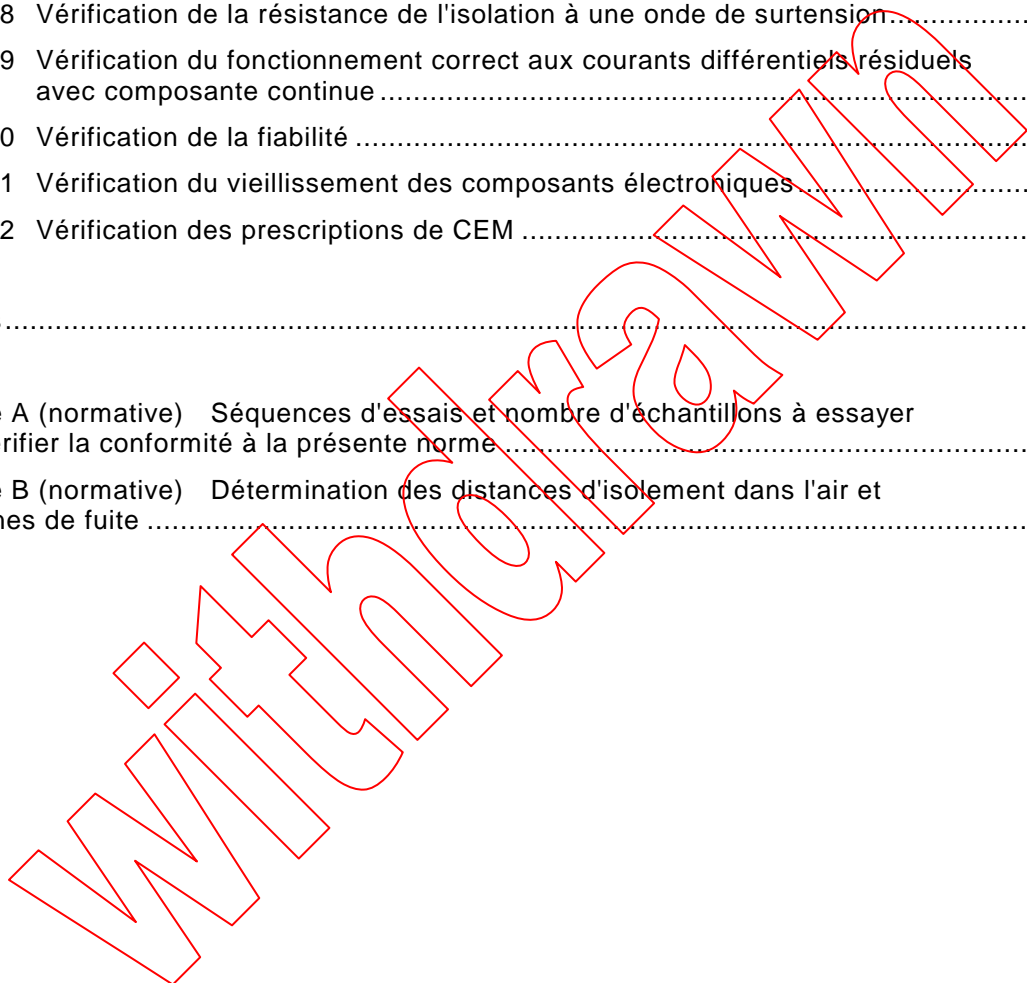 8 Vérification de la résistance de l'isolation à une onde de surtension
9 Vérification du fonctionnement correct aux courants différentiels résiduels
avec composante continue
0 Vérification de la fiabilité
1 Vérification du vieillissement des composants électroniques
2 Vérification des prescriptions de CEM
e A (normative) Séquences d'essais et nombre d'échantillons à essayer
érifier la conformité à la présente norme
e B (normative) Détermination des distances d'isolement dans l'air et
nes de fuite
withdrawn